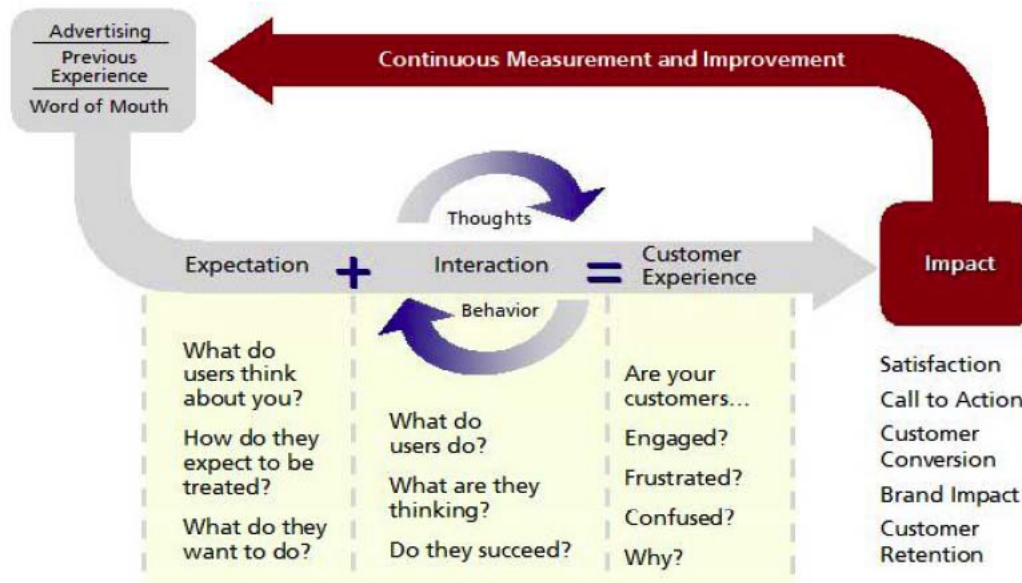 Advertising
Previous
Experience
Word of Mouth
Continuous Measurement and Improvement
Thoughts
Expectation + Interaction = Customer
Experience
Impact
Behavior
What do
users think
about you?
How do they
expect to be
treated?
What do they
want to do?
What do
users do?
What are they
thinking?
Do they succeed?
Are your
customers...
Engaged?
Frustrated?
Confused?
Why?
Satisfaction
Call to Action
Customer
Conversion
Brand Impact
Customer
Retention